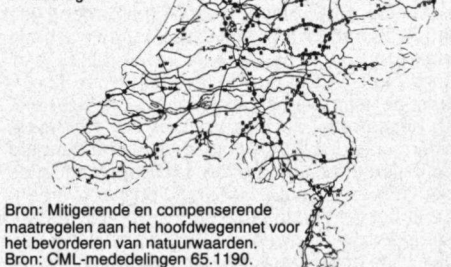 Bron: Mitigerende en compenserende
maatregelen aan het hoofdwegennet voor
het bevorderen van natuurwaarden.
Bron: CML-mededelingen 65.1190.